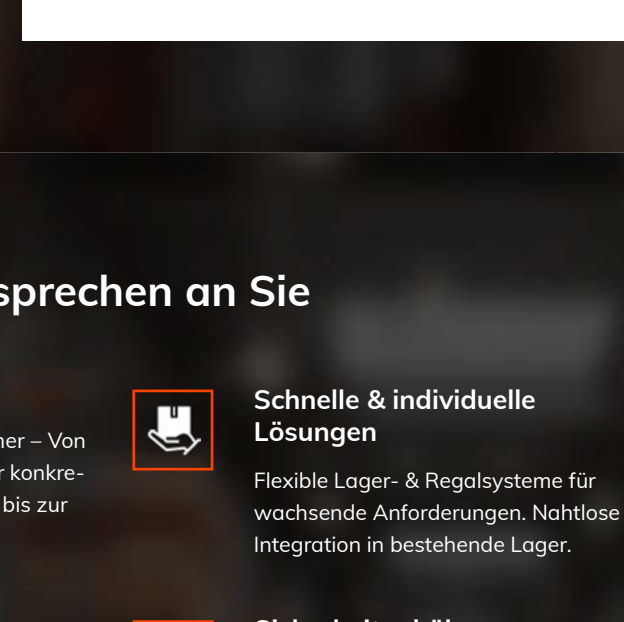 sprechen an Sie
ner – Von
r konkre-
bis zur
Schnelle & individuelle
Lösungen
Flexible Lager- & Regalsysteme für
wachsende Anforderungen. Nahtlose
Integration in bestehende Lager.